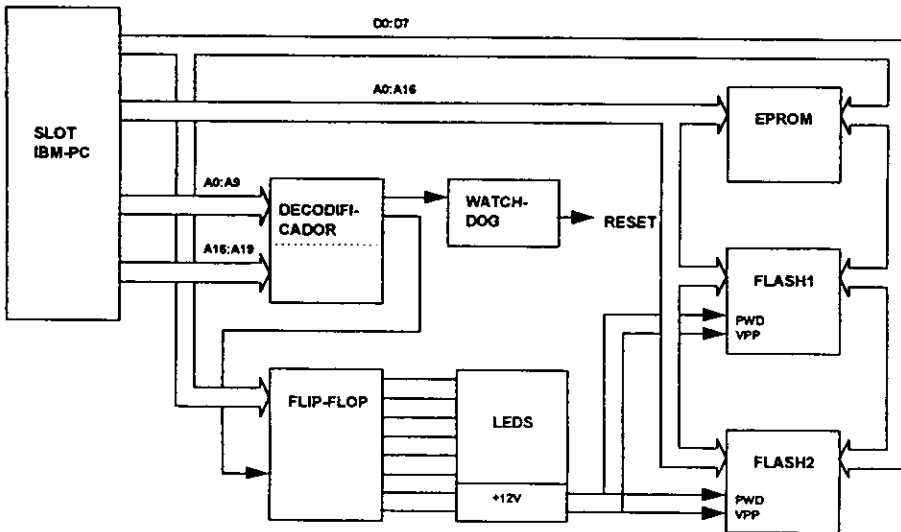 D0:D7
A0:A16
SLOT
IBM-PC
EPROM
A0:A9
DECODIFI-
CADOR
WATCH-
DOG
RESET
A16:A19
FLASH1
PWD
VPP
FLIP-FLOP
LEDS
+12V
FLASH2
PWD
VPP